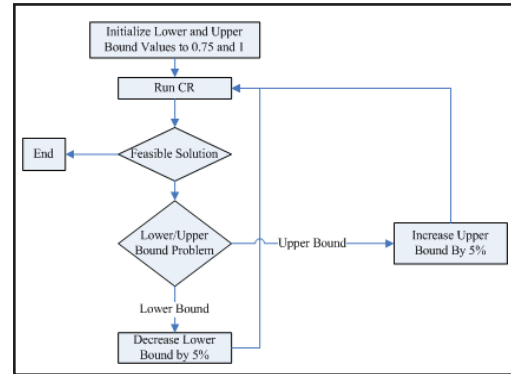 Initialize Lower and Upper
Bound Values to 0.75 and 1
Run CR
End
Feasible Solution
Lower/Upper
Bound Problem
Upper Bound
Increase Upper
Bound By 5%
Lower Bound
Decrease Lower
Bound by 5%